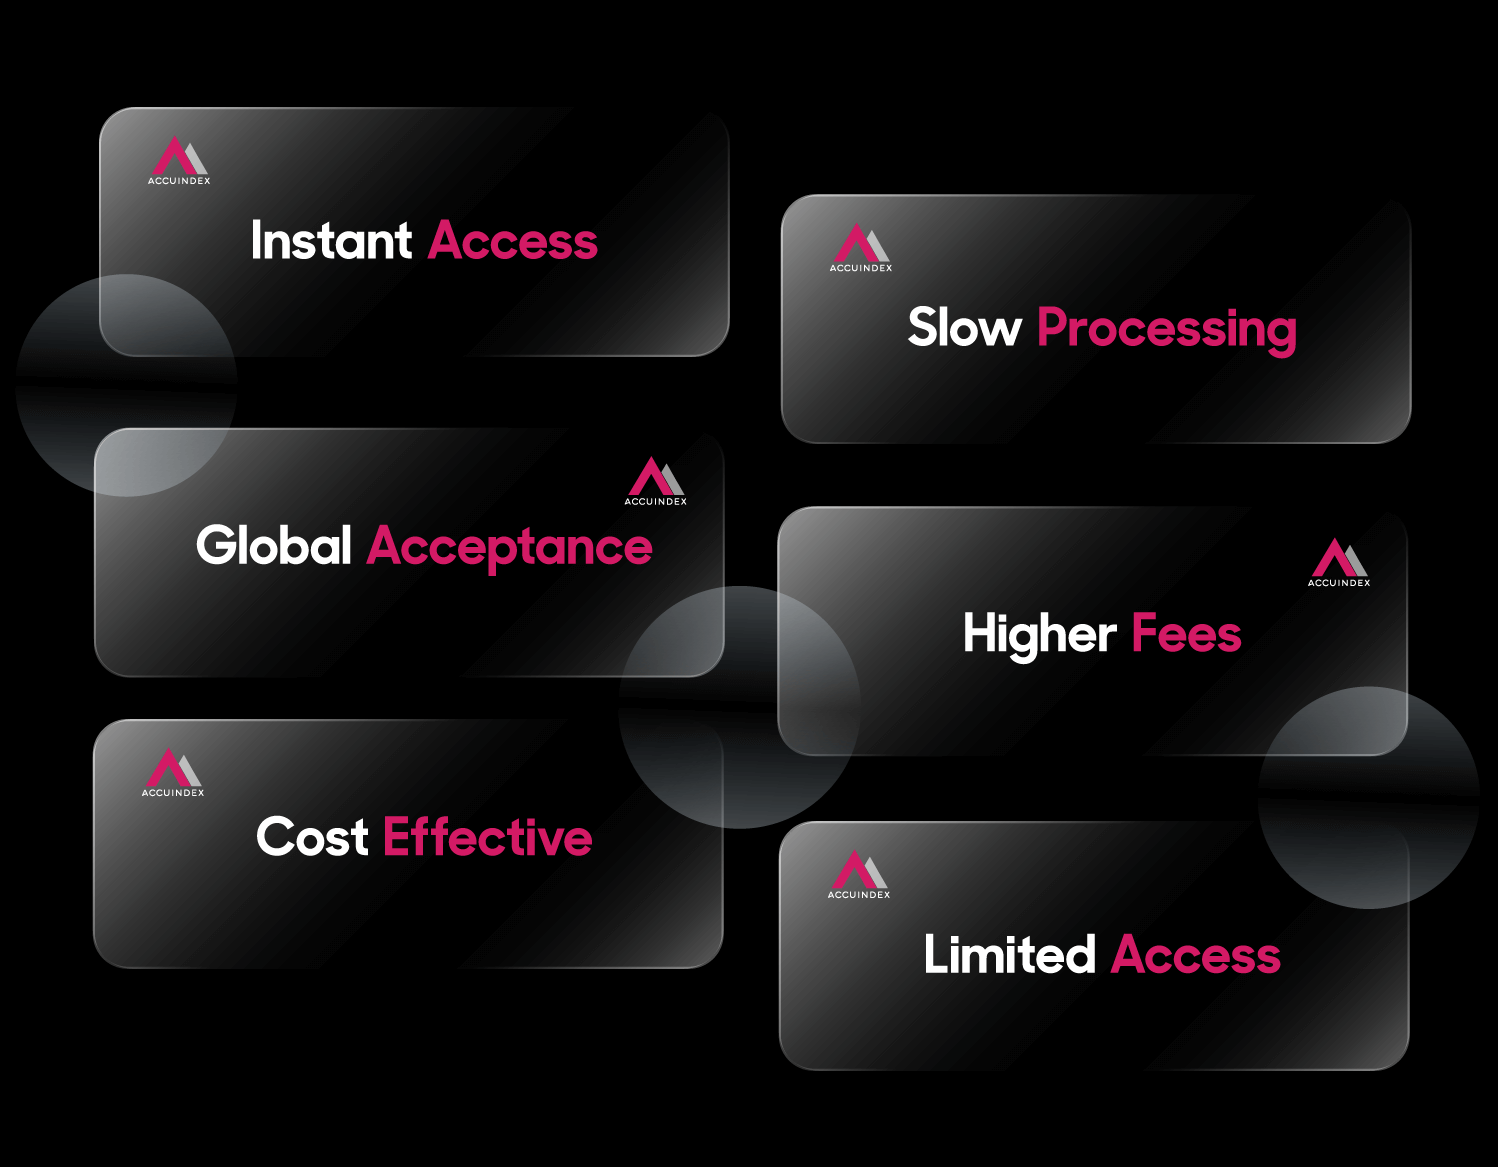 ACCUINDEX
Instant Access
ACCUINDEX
Global Acceptance
ACCUINDEX
Cost Effective
ACCUINDEX
Slow Processing
ACCUINDEX
Higher Fees
ACCUINDEX
Limited Access